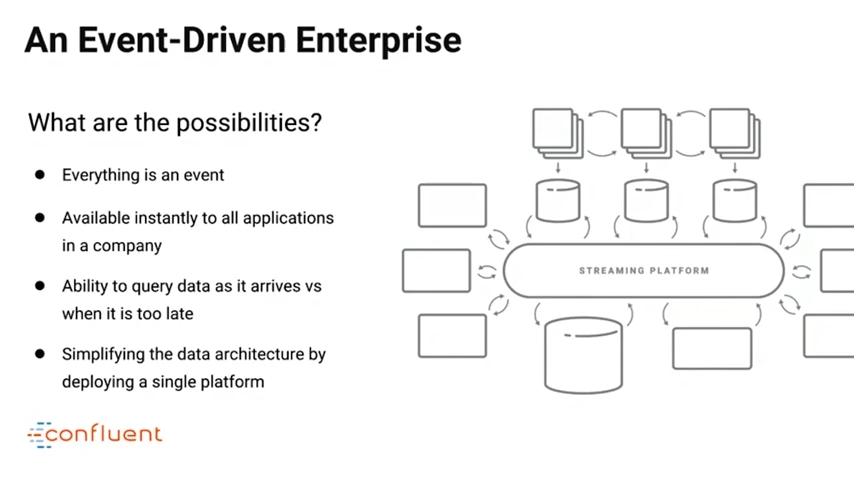 An Event-Driven Enterprise
What are the possibilities?
● Everything is an event
● Available instantly to all applications
in a company
● Ability to query data as it arrives vs
when it is too late
● Simplifying the data architecture by
deploying a single platform
STREAMING PLATFORM
confluent